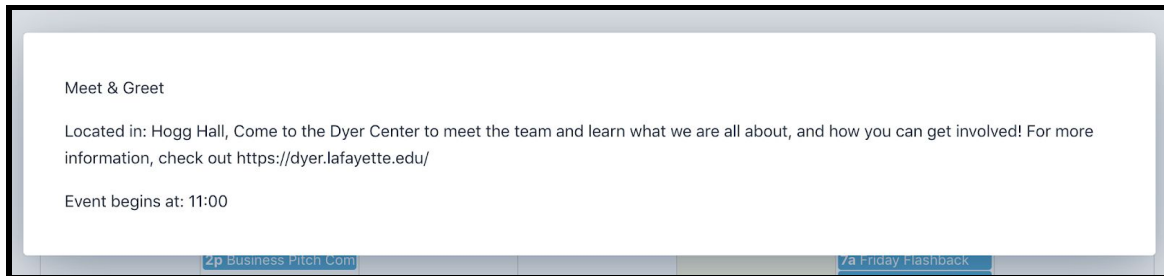 Meet & Greet
Located in: Hogg Hall, Come to the Dyer Center to meet the team and learn what we are all about, and how you can get involved! For more
information, check out https://dyer.lafayette.edu/
Event begins at: 11:00
2p Business Pitch Com
7a Friday Flashback